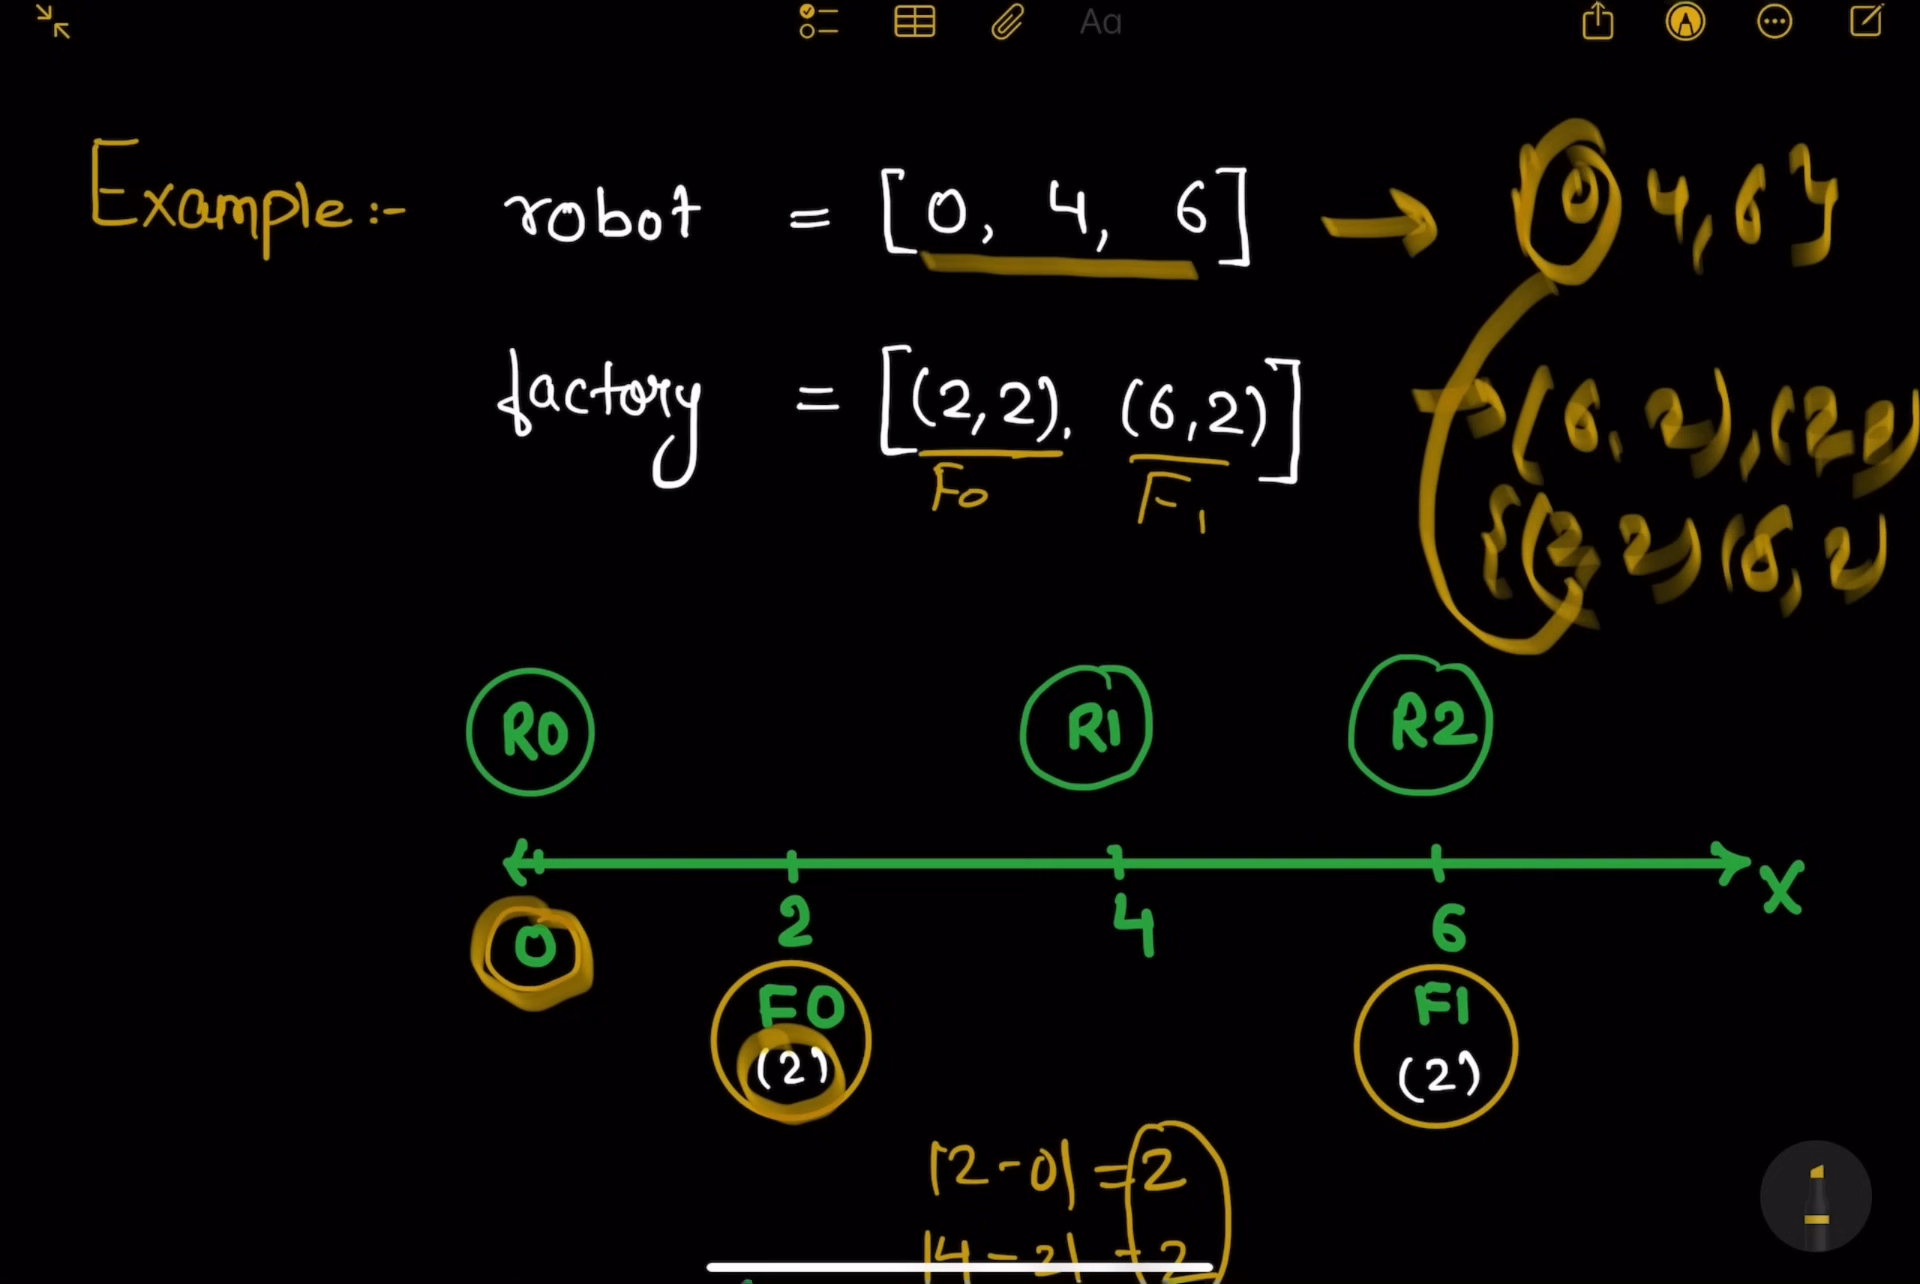 Aa
Example:- robot = [0, 4, 6] → {0 4, 6}
factory = [(2,2), (6,2)] → (6, 2), (2 2)
F0 F1
{(2, 2) (6, 2)
R0 R1 R2
X
0 2 4 6
F0 F1
(2) (2)
|2-0| = 2
|4-2| = 2